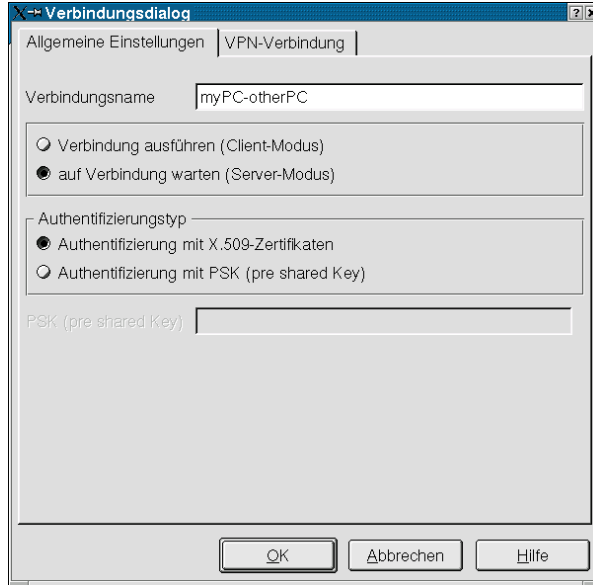 Verbindungsdialog
Allgemeine Einstellungen VPN-Verbindung
Verbindungsname myPC-otherPC
Verbindung ausführen (Client-Modus)
auf Verbindung warten (Server-Modus)
Authentifizierungstyp
Authentifizierung mit X.509-Zertifikaten
Authentifizierung mit PSK (pre shared Key)
PSK (pre shared Key)
OK Abbrechen Hilfe